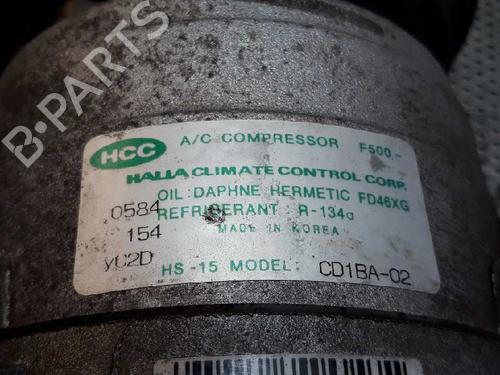 B-PARTS
HCC
A/C COMPRESSOR F500.-
HALLA CLIMATE CONTROL CORP.
OIL:DAPHNE HERMETIC FD46XG
0584
REFRIGERANT : R-134a
154
MADE IN KOREA
YC2D
HS-15 MODEL: CD1BA-02